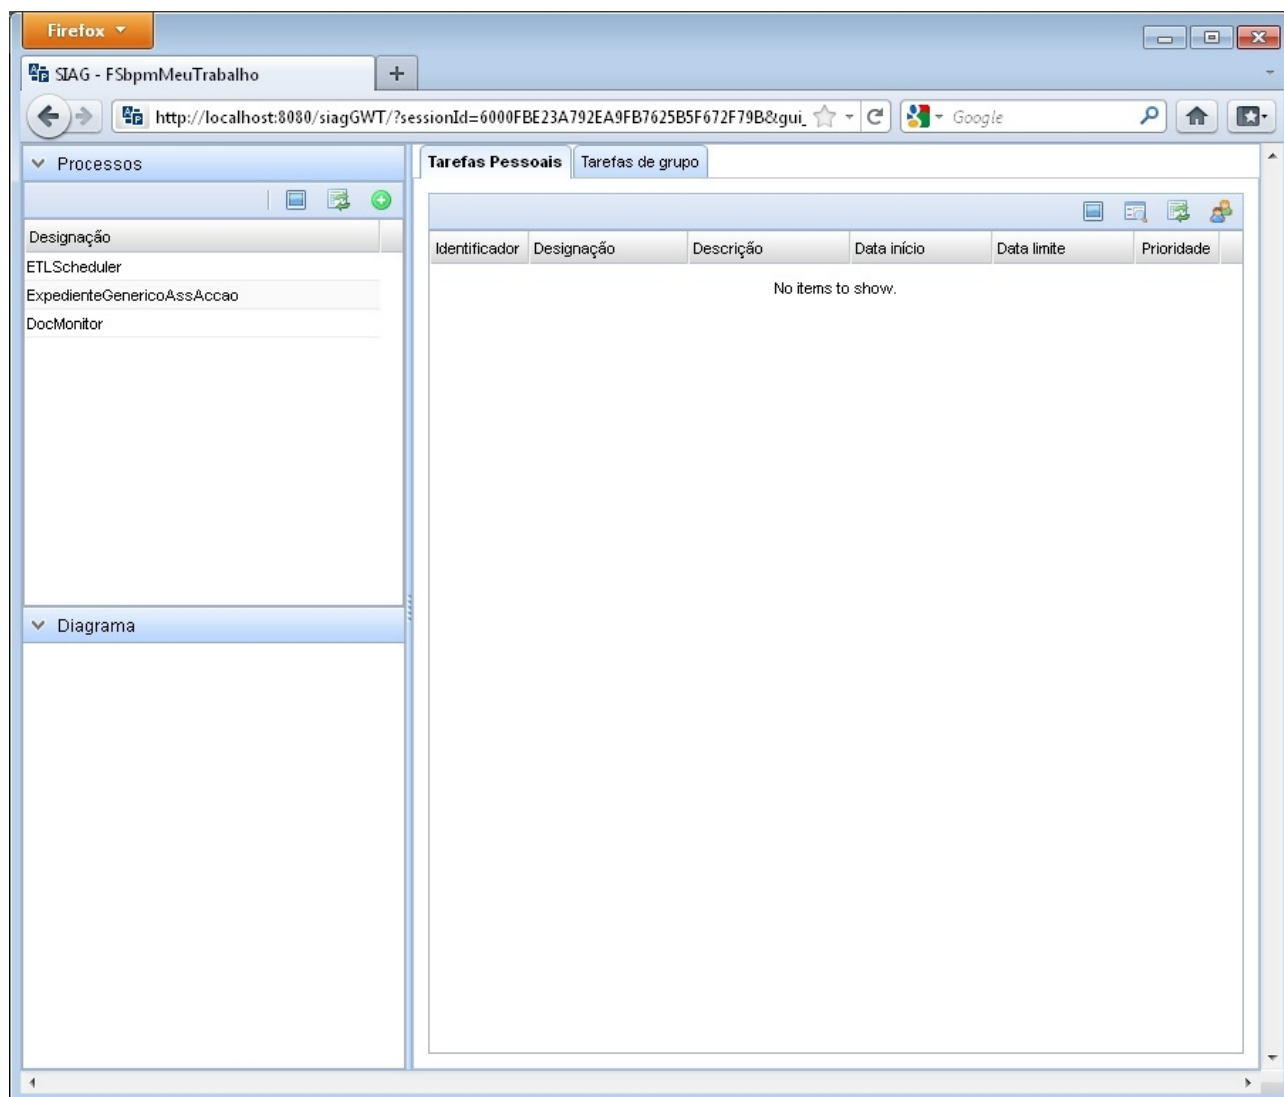 Firefox
SIAG - FSbpmMeuTrabalho
http://localhost:8080/siagGWT/?sessionId=6000FBE23A792EA9FB7625B5F672F79B&gui_
Google
Processos
Designação
ETLScheduler
ExpedienteGenericoAssAccao
DocMonitor
Diagrama
Tarefas Pessoais Tarefas de grupo
Identificador Designação Descrição Data início Data limite Prioridade
No items to show.